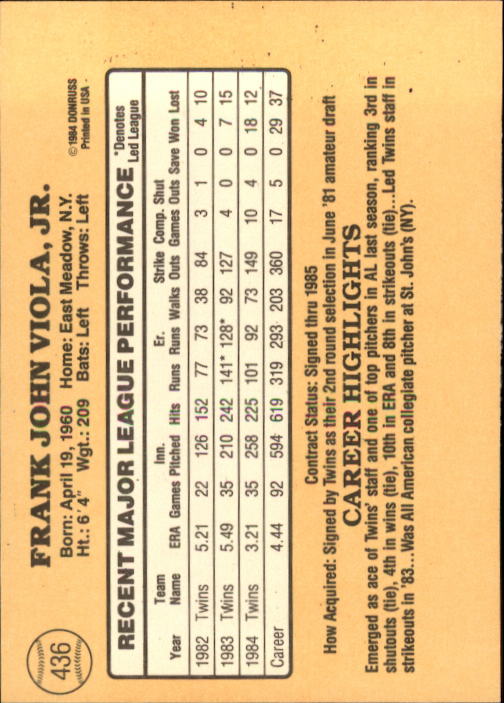 436
FRANK JOHN VIOLA, JR.
Born: April 19, 1960 Home: East Meadow, N.Y.
Ht.: 6'4" Wgt.: 209 Bats: Left Throws: Left
©1984 DONRUSS
Printed in USA
RECENT MAJOR LEAGUE PERFORMANCE
*Denotes
Led League
Team Inn. Er. Strike Comp. Shut
Year Name ERA Games Pitched Hits Runs Runs Walks Outs Games Outs Save Won Lost
1982 Twins 5.21 22 126 152 77 73 38 84 3 1 0 4 10
1983 Twins 5.49 35 210 242 141* 128* 92 127 4 0 0 7 15
1984 Twins 3.21 35 258 225 101 92 73 149 10 4 0 18 12
Career 4.44 92 594 619 319 293 203 360 17 5 0 29 37
Contract Status: Signed thru 1985
How Acquired: Signed by Twins as their 2nd round selection in June '81 amateur draft
CAREER HIGHLIGHTS
Emerged as ace of Twins' staff and one of top pitchers in AL last season, ranking 3rd in
shutouts (tie), 4th in wins (tie), 10th in ERA and 8th in strikeouts (tie)...Led Twins staff in
strikeouts in '83...Was All American collegiate pitcher at St. John's (NY).